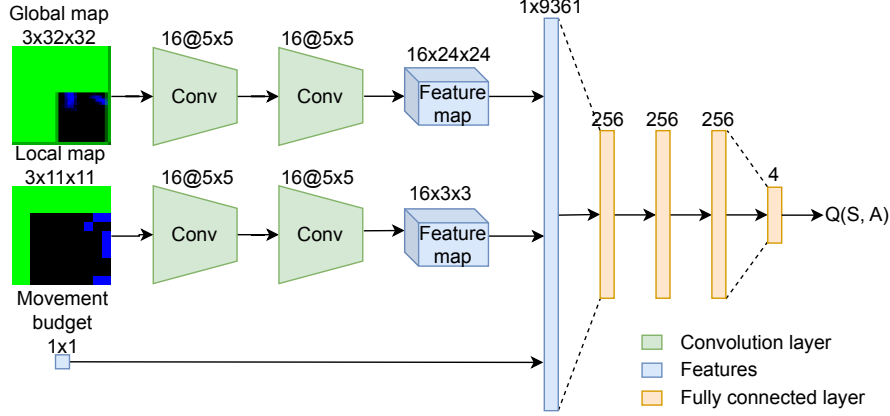 Global map
3x32x32
16@5x5
16@5x5
16x24x24
1x9361
Conv
Conv
Feature
map
Local map
3x11x11
16@5x5
16@5x5
16x3x3
Conv
Conv
Feature
map
256
256
256
4
Q(S, A)
Movement
budget
1x1
Convolution layer
Features
Fully connected layer